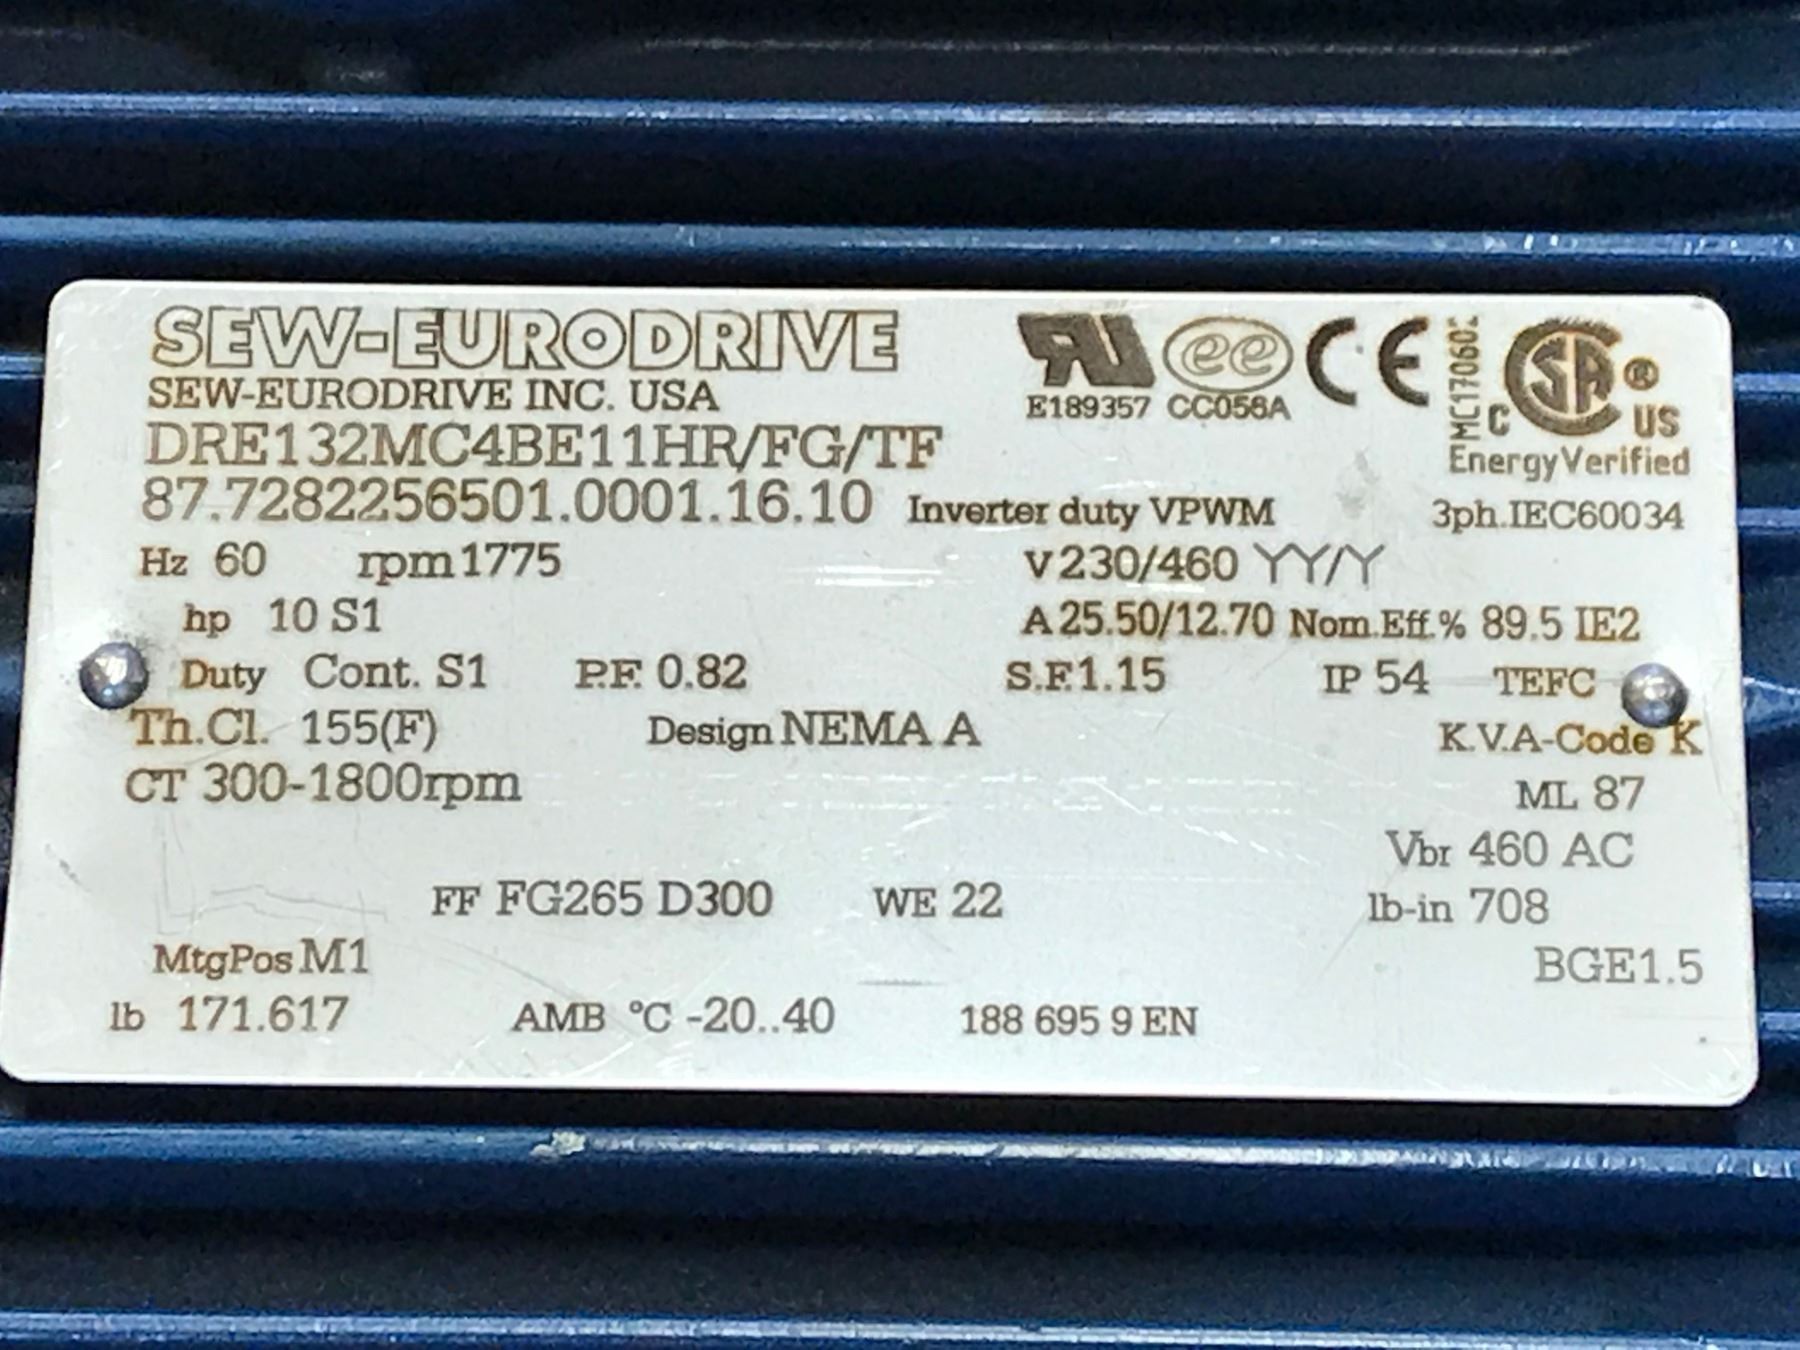 SEW-EURODRIVE
SEW-EURODRIVE INC. USA
E189357 CC056A
DRE132MC4BE11HR/FG/TF
C US
EnergyVerified
87.7282256501.0001.16.10 Inverter duty VPWM 3ph.IEC60034
Hz 60 rpm 1775 V 230/460 YY/Y
hp 10 S1 A 25.50/12.70 Nom.Eff.% 89.5 IE2
Duty Cont. S1 P.F. 0.82 S.F. 1.15 IP 54 TEFC
Th.Cl. 155(F) Design NEMA A K.V.A-Code K
CT 300-1800rpm ML 87
Vbr 460 AC
FF FG265 D300 WE 22 lb-in 708
MtgPos M1 BGE1.5
lb 171.617 AMB °C -20..40 188 695 9 EN